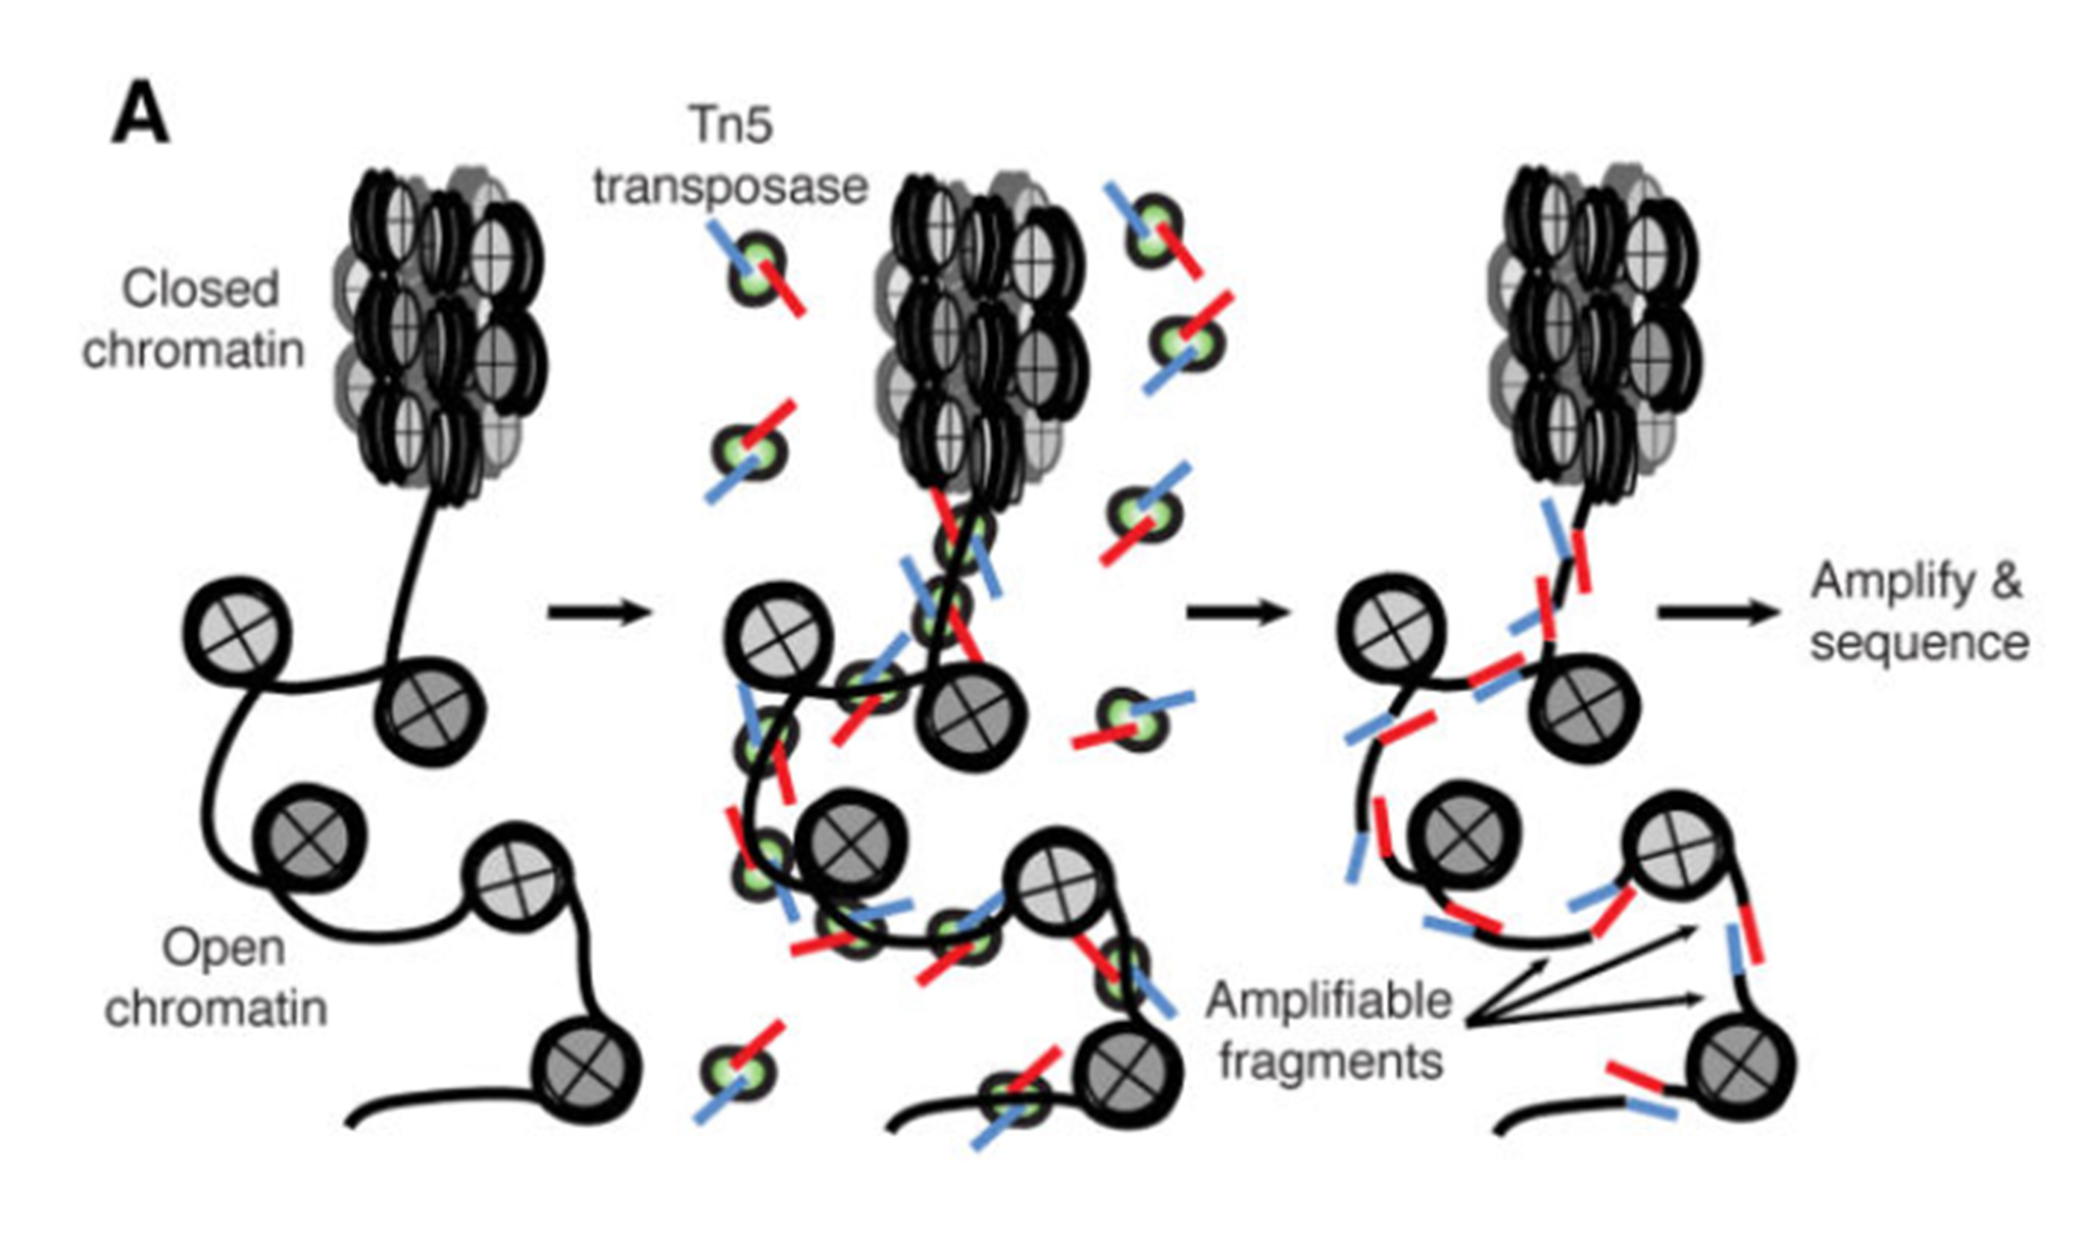 A
Tn5
transposase
Closed
chromatin
Amplify &
sequence
Open
chromatin
Amplifiable
fragments